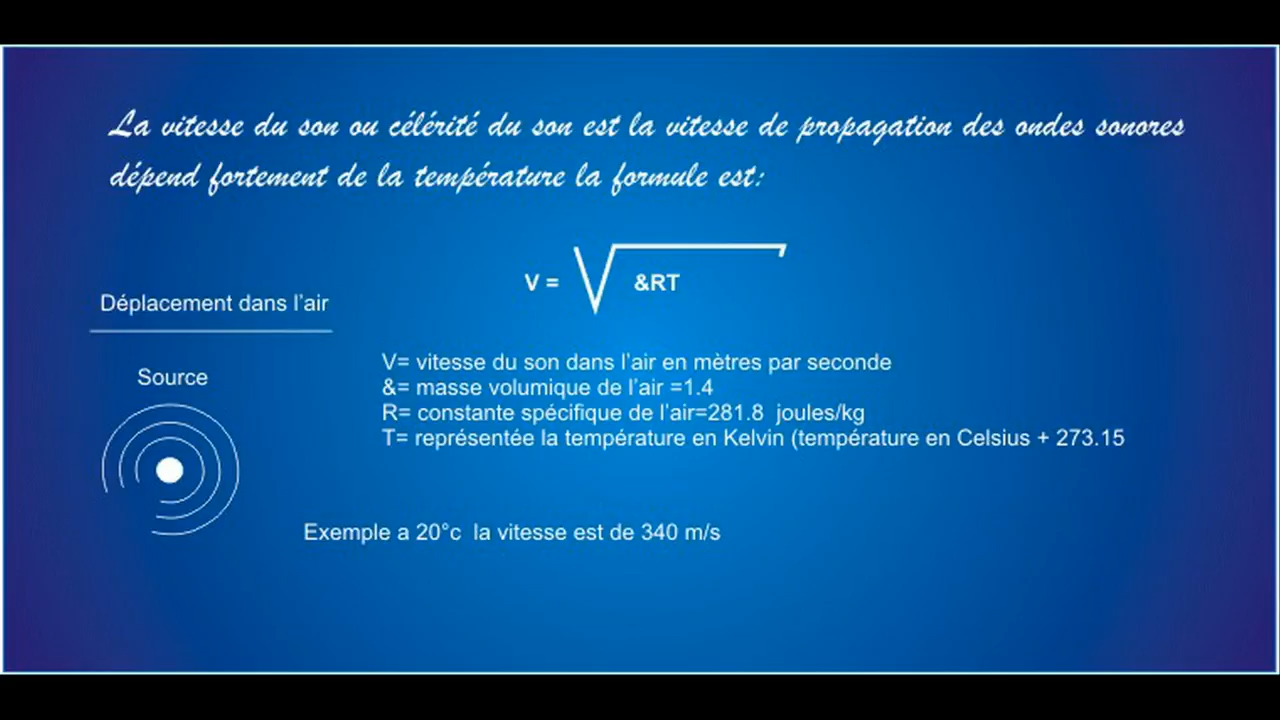 La vitesse du son ou célérité du son est la vitesse de propagation des ondes sonores
dépend fortement de la température la formule est:
V = √ &RT
Déplacement dans l'air
Source
V= vitesse du son dans l'air en mètres par seconde
&= masse volumique de l'air =1.4
R= constante spécifique de l'air=281.8 joules/kg
T= représentée la température en Kelvin (température en Celsius + 273.15
Exemple a 20°c la vitesse est de 340 m/s